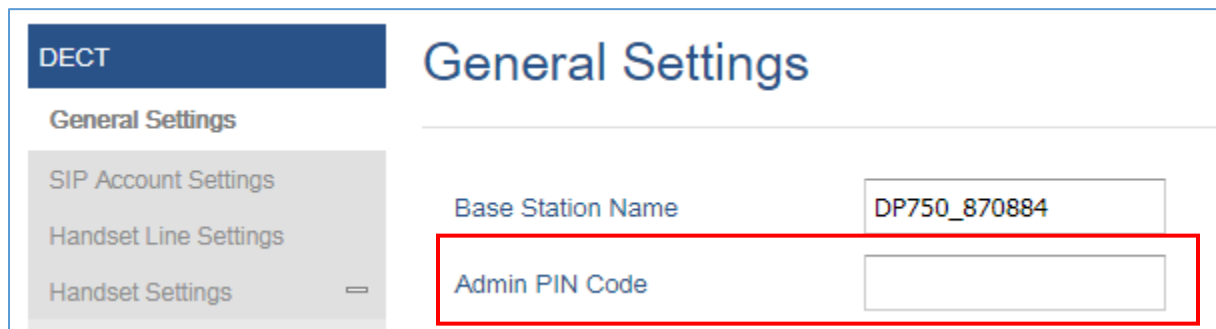 DECT
General Settings
SIP Account Settings
Handset Line Settings
Handset Settings
General Settings
Base Station Name DP750_870884
Admin PIN Code